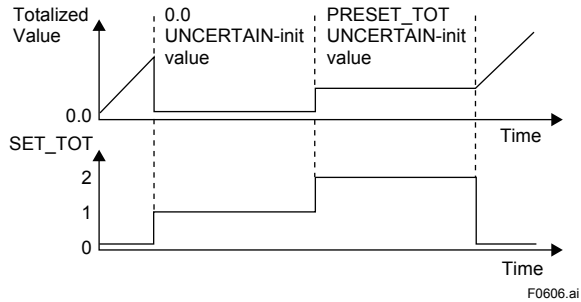 Totalized
Value
0.0
UNCERTAIN-init
value
PRESET_TOT
UNCERTAIN-init
value
0.0
Time
SET_TOT
2
1
0
Time
F0606.ai